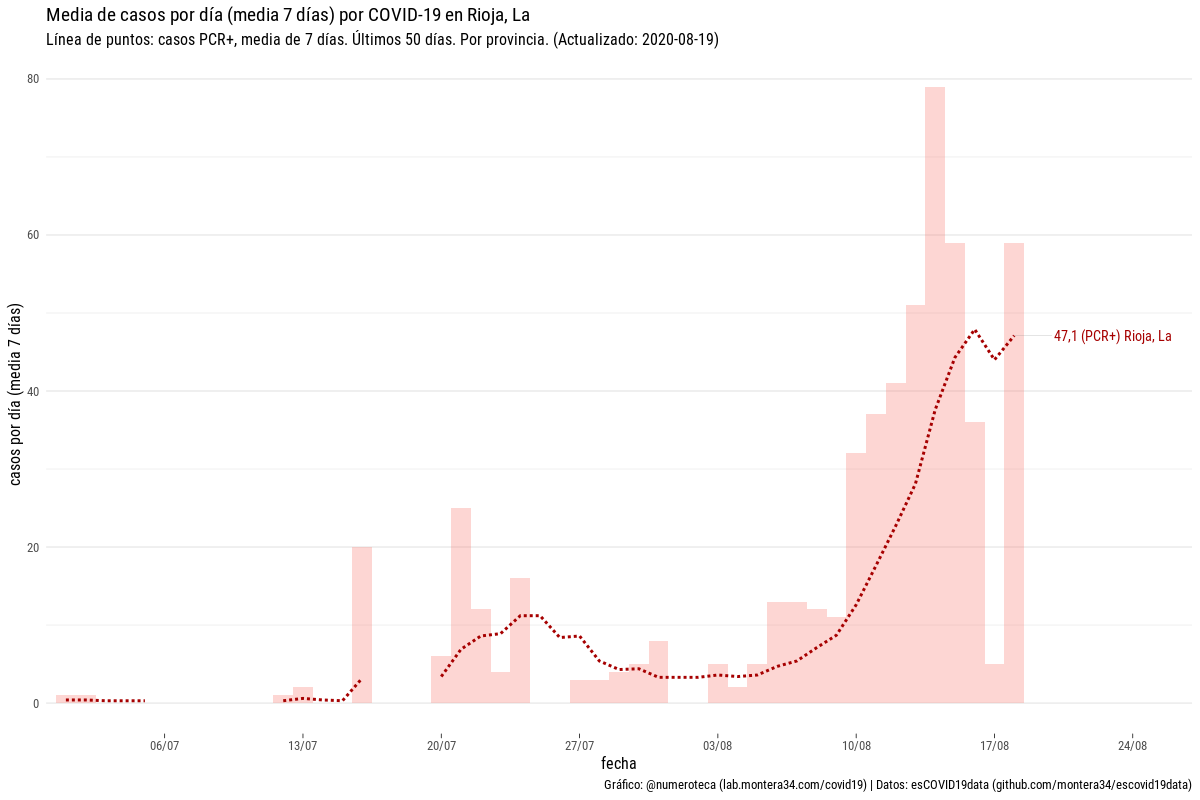 Media de casos por día (media 7 días) por COVID-19 en Rioja, La
Línea de puntos: casos PCR+, media de 7 días. Últimos 50 días. Por provincia. (Actualizado: 2020-08-19)
casos por día (media 7 días)
80
60
40
20
0
47,1 (PCR+) Rioja, La
06/07
13/07
20/07
27/07
03/08
10/08
17/08
24/08
fecha
Gráfico: @numeroteca (lab.montera34.com/covid19) | Datos: esCOVID19data (github.com/montera34/escovid19data)